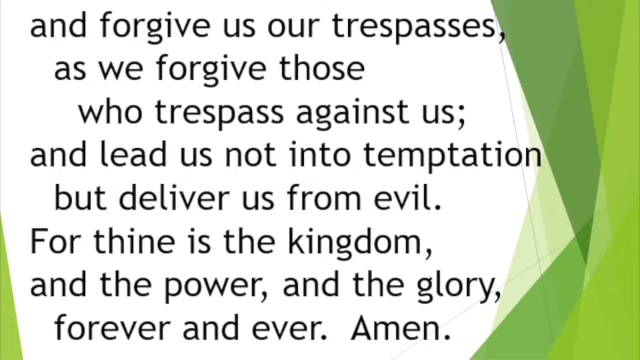 and forgive us our trespasses,
as we forgive those
who trespass against us;
and lead us not into temptation
but deliver us from evil.
For thine is the kingdom,
and the power, and the glory,
forever and ever.  Amen.